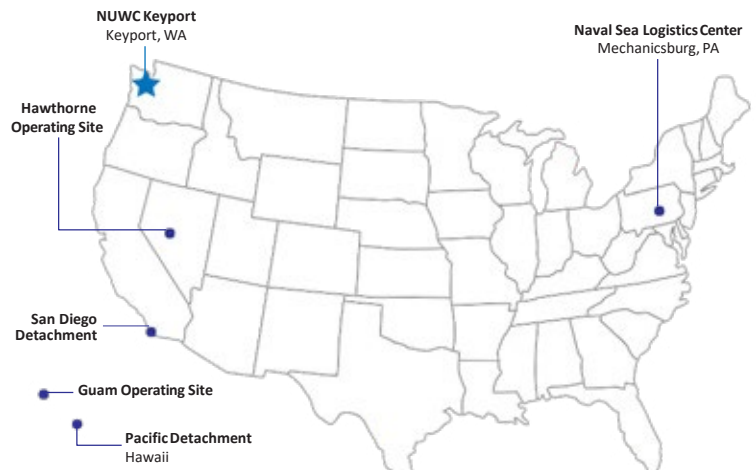 NUWC Keyport
Keyport, WA
Naval Sea Logistics Center
Mechanicsburg, PA
Hawthorne
Operating Site
San Diego
Detachment
Guam Operating Site
Pacific Detachment
Hawaii